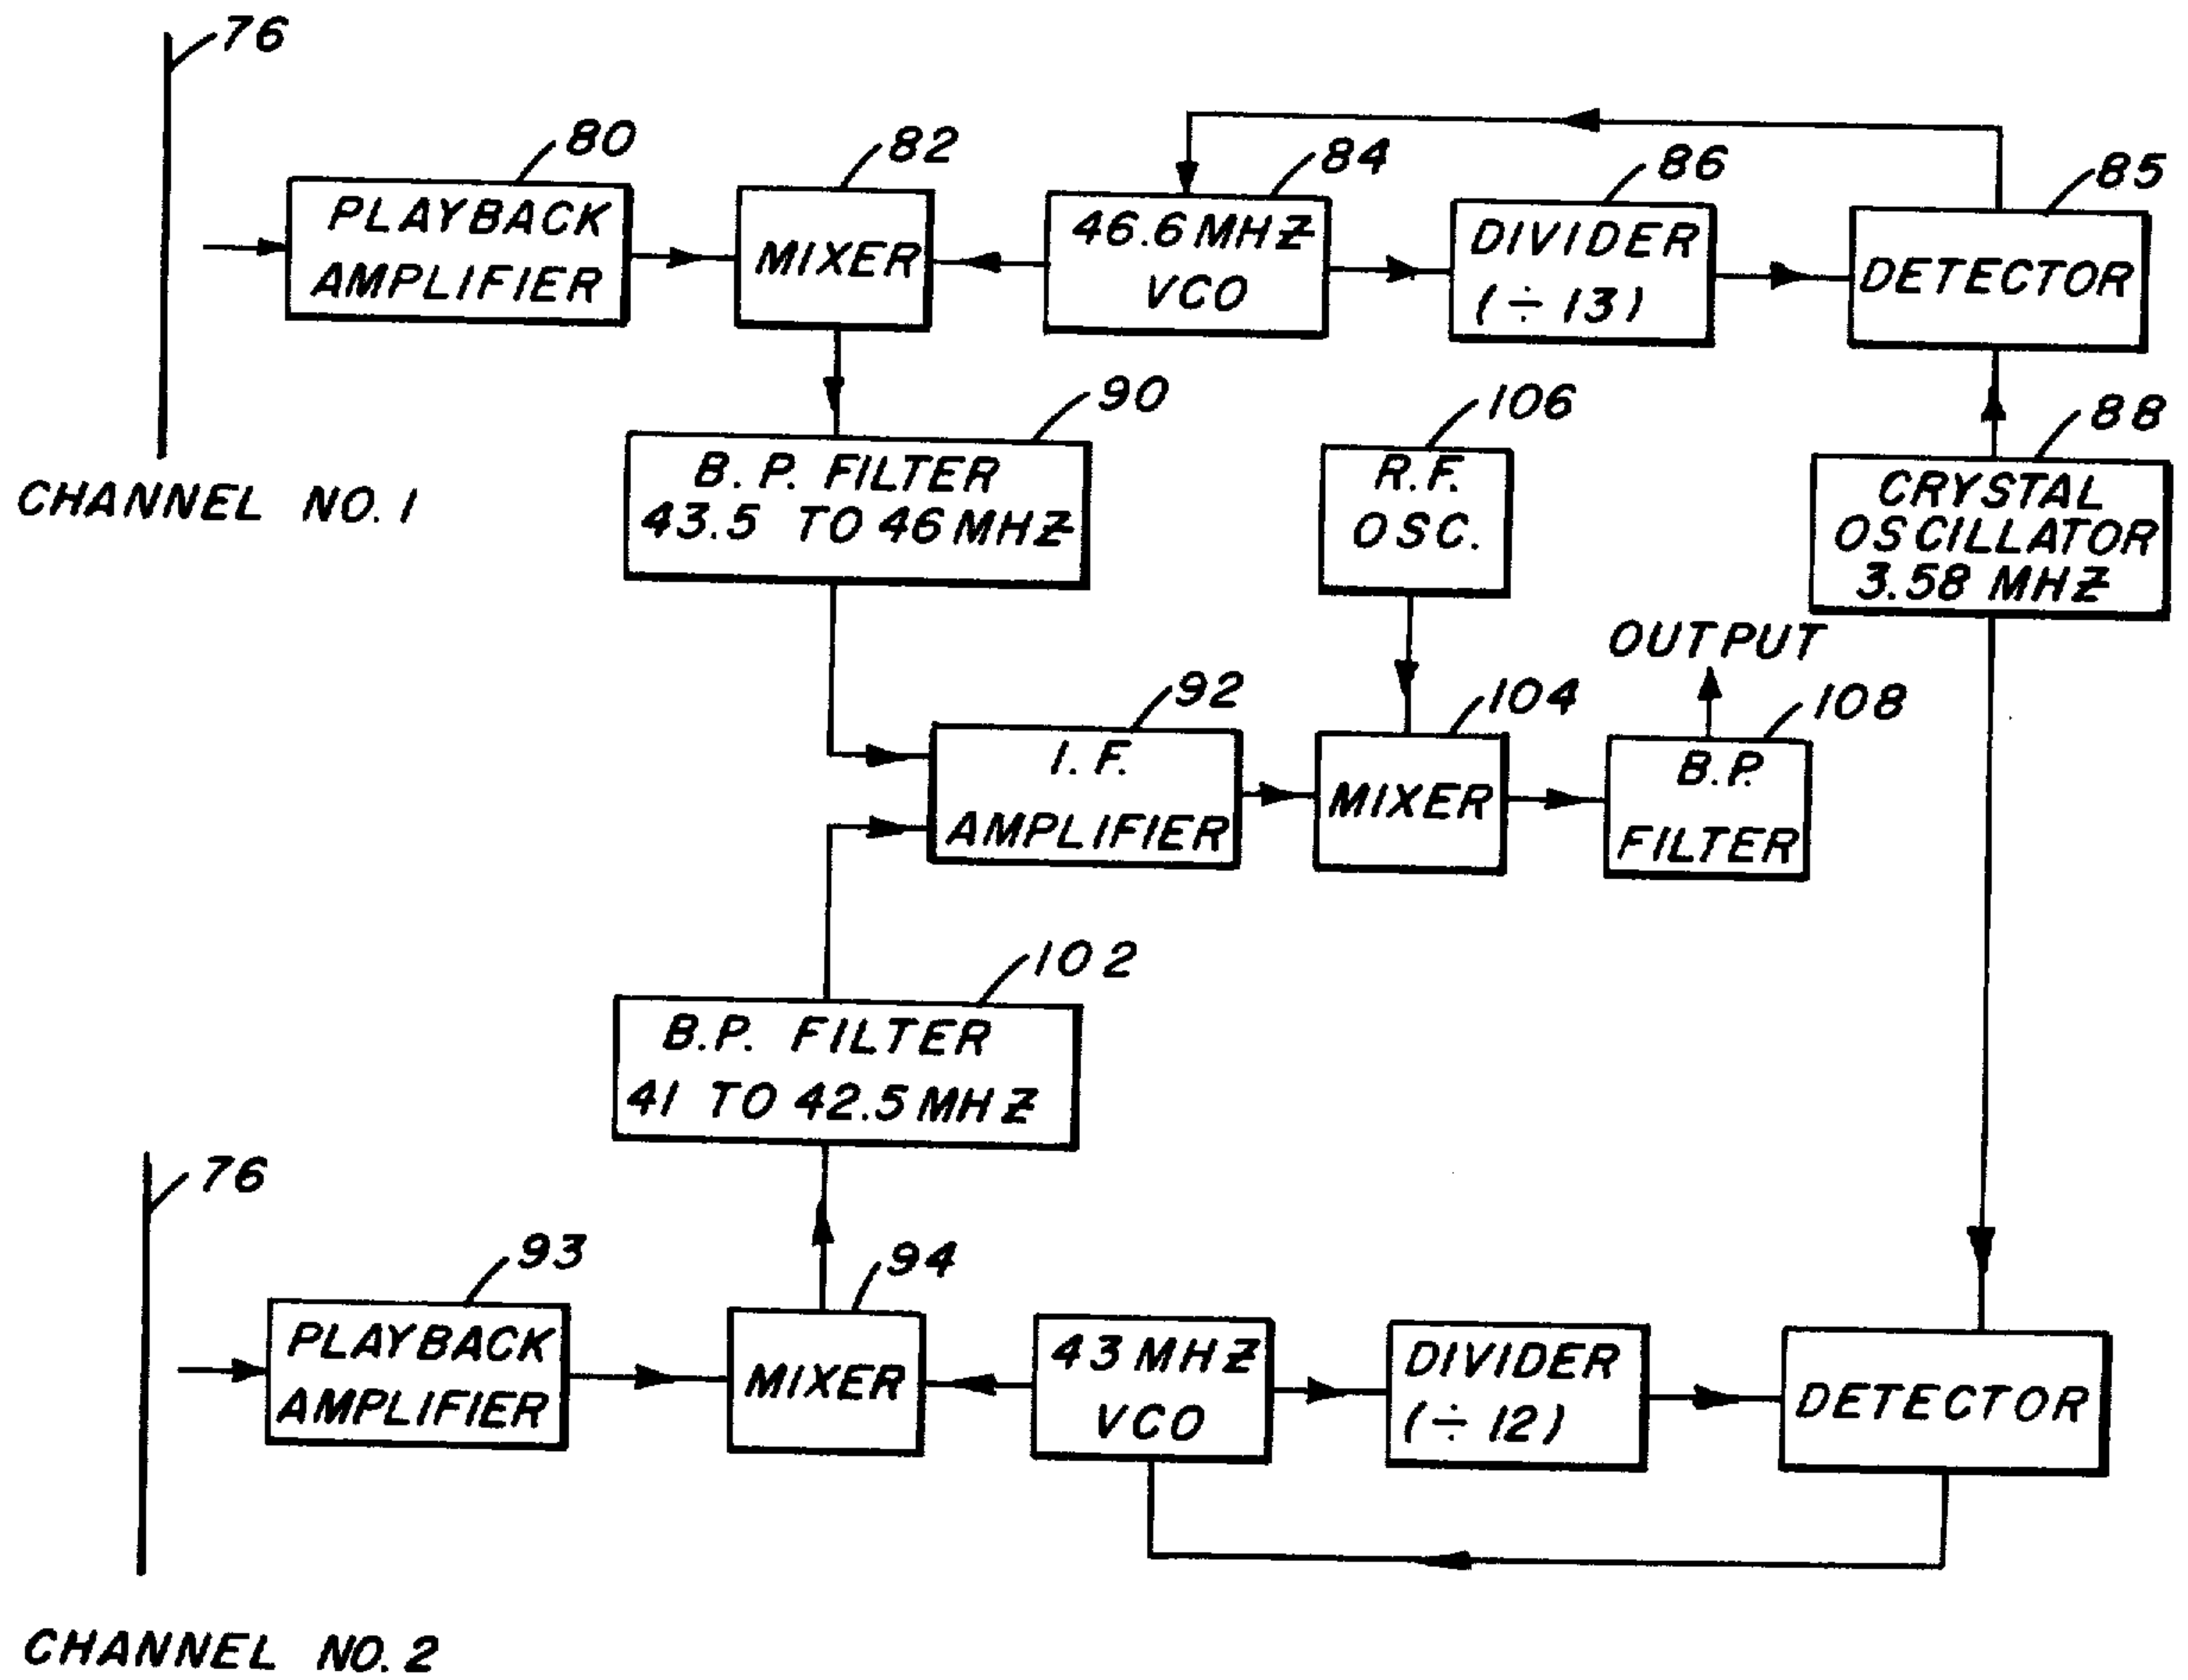 76
80
PLAYBACK
AMPLIFIER
82
MIXER
84
46.6 MHZ
VCO
86
DIVIDER
(÷ 13)
85
DETECTOR
CHANNEL NO. 1
90
B. P. FILTER
43.5 TO 46 MHZ
106
R.F.
OSC.
88
CRYSTAL
OSCILLATOR
3.58 MHZ
92
I. F.
AMPLIFIER
104
MIXER
OUTPUT
108
B.P.
FILTER
102
B.P. FILTER
41 TO 42.5 MHZ
76
93
PLAYBACK
AMPLIFIER
94
MIXER
43 MHZ
VCO
DIVIDER
(÷ 12)
DETECTOR
CHANNEL NO. 2